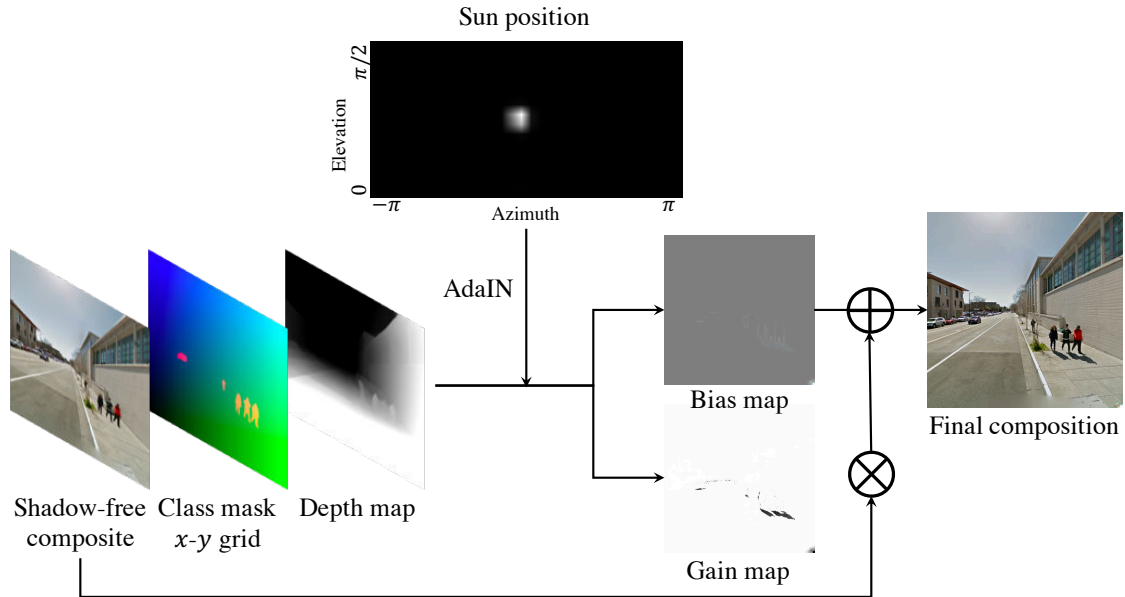 Sun position
π/2
Elevation
0
−π
Azimuth
π
AdaIN
Bias map
Gain map
Final composition
Shadow-free
composite
Class mask
x-y grid
Depth map